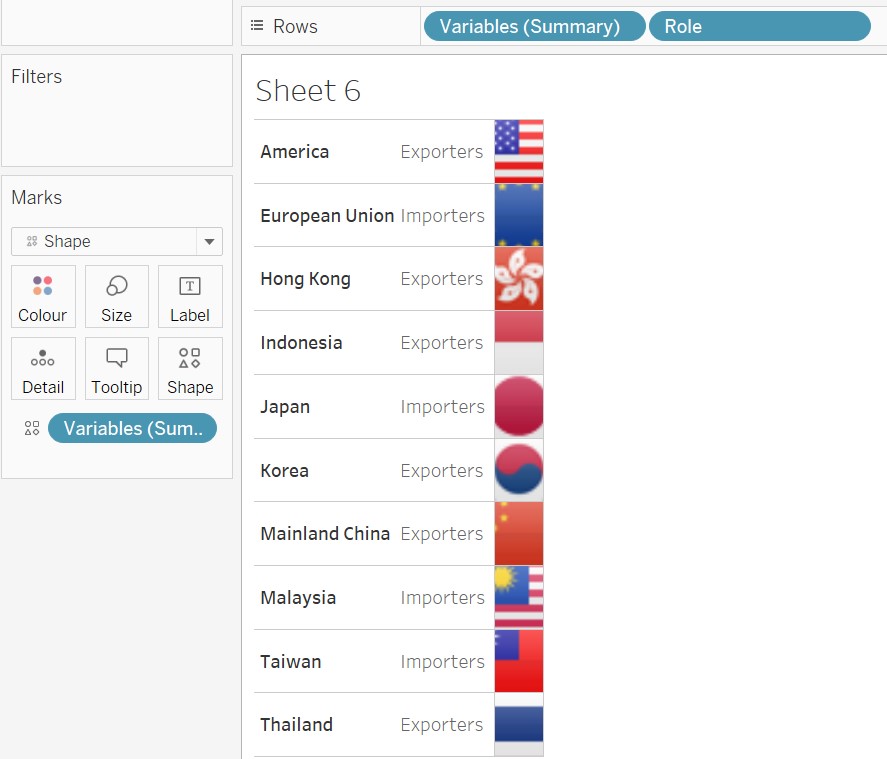 Rows
Variables (Summary)
Role
Filters
Marks
Shape
Colour
Size
Label
Detail
Tooltip
Shape
Variables (Sum..
Sheet 6
America Exporters
European Union Importers
Hong Kong Exporters
Indonesia Exporters
Japan Importers
Korea Exporters
Mainland China Exporters
Malaysia Importers
Taiwan Importers
Thailand Exporters